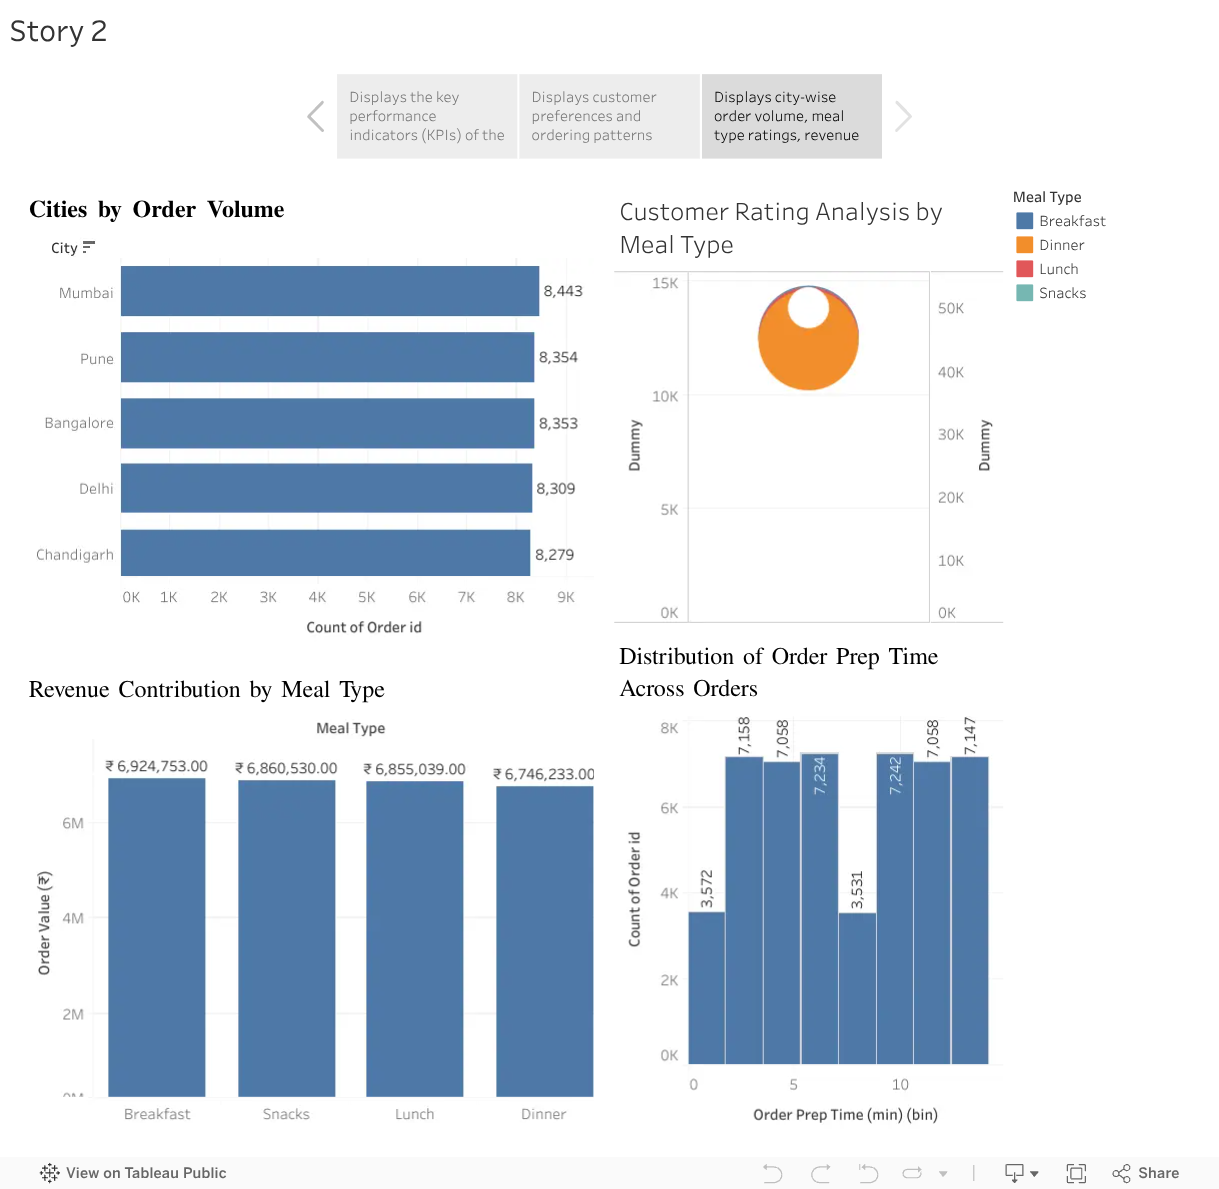 Story 2
Displays the key
performance
indicators (KPIs) of the
Displays customer
preferences and
ordering patterns
Displays city-wise
order volume, meal
type ratings, revenue
Cities by Order Volume
City
Mumbai
8,443
Pune
8,354
Bangalore
8,353
Delhi
8,309
Chandigarh
8,279
0K 1K 2K 3K 4K 5K 6K 7K 8K 9K
Count of Order id
Customer Rating Analysis by
Meal Type
15K
10K
5K
0K
Dummy
50K
40K
30K
20K
10K
0K
Dummy
Meal Type
Breakfast
Dinner
Lunch
Snacks
Revenue Contribution by Meal Type
Meal Type
₹ 6,924,753.00 ₹ 6,860,530.00 ₹ 6,855,039.00 ₹ 6,746,233.00
6M
4M
2M
0M
Order Value (₹)
Breakfast Snacks Lunch Dinner
Distribution of Order Prep Time
Across Orders
8K
6K
4K
2K
0K
Count of Order id
3,572
7,158
7,058
7,234
3,531
7,242
7,058
7,147
0 5 10
Order Prep Time (min) (bin)
View on Tableau Public
Share